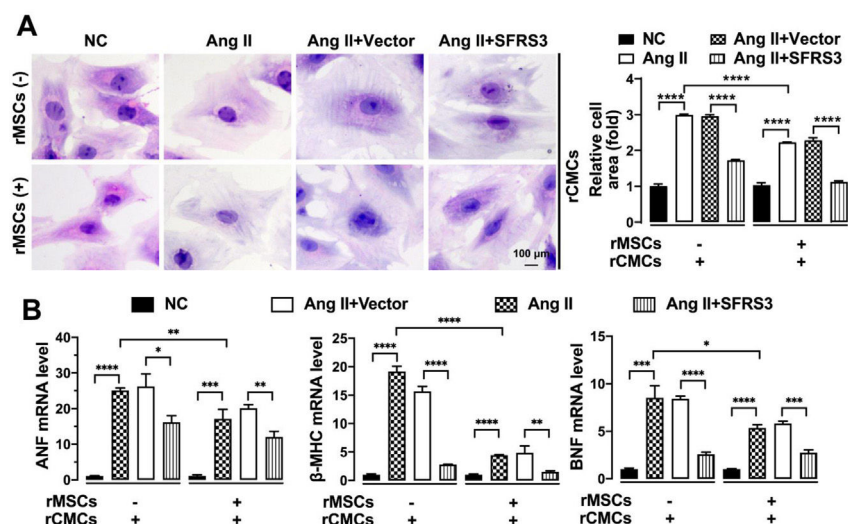 A
NC Ang II Ang II+Vector Ang II+SFRS3
rMSCs (-)
rMSCs (+)
100 µm
rCMCs
NC Ang II+Vector
Ang II Ang II+SFRS3
Relative cell
area (fold)
4
3
2
1
0
****
**** ****
**** ****
rMSCs - +
rCMCs + +
B
NC Ang II+Vector Ang II Ang II+SFRS3
ANF mRNA level
40
30
20
10
0
**
**** *
*** **
rMSCs - +
rCMCs + +
β-MHC mRNA level
25
20
15
10
5
0
****
**** ****
**** **
+ +
- +
BNF mRNA level
15
10
5
0
*
*** ****
**** ***
rMSCs - +
rCMCs + +